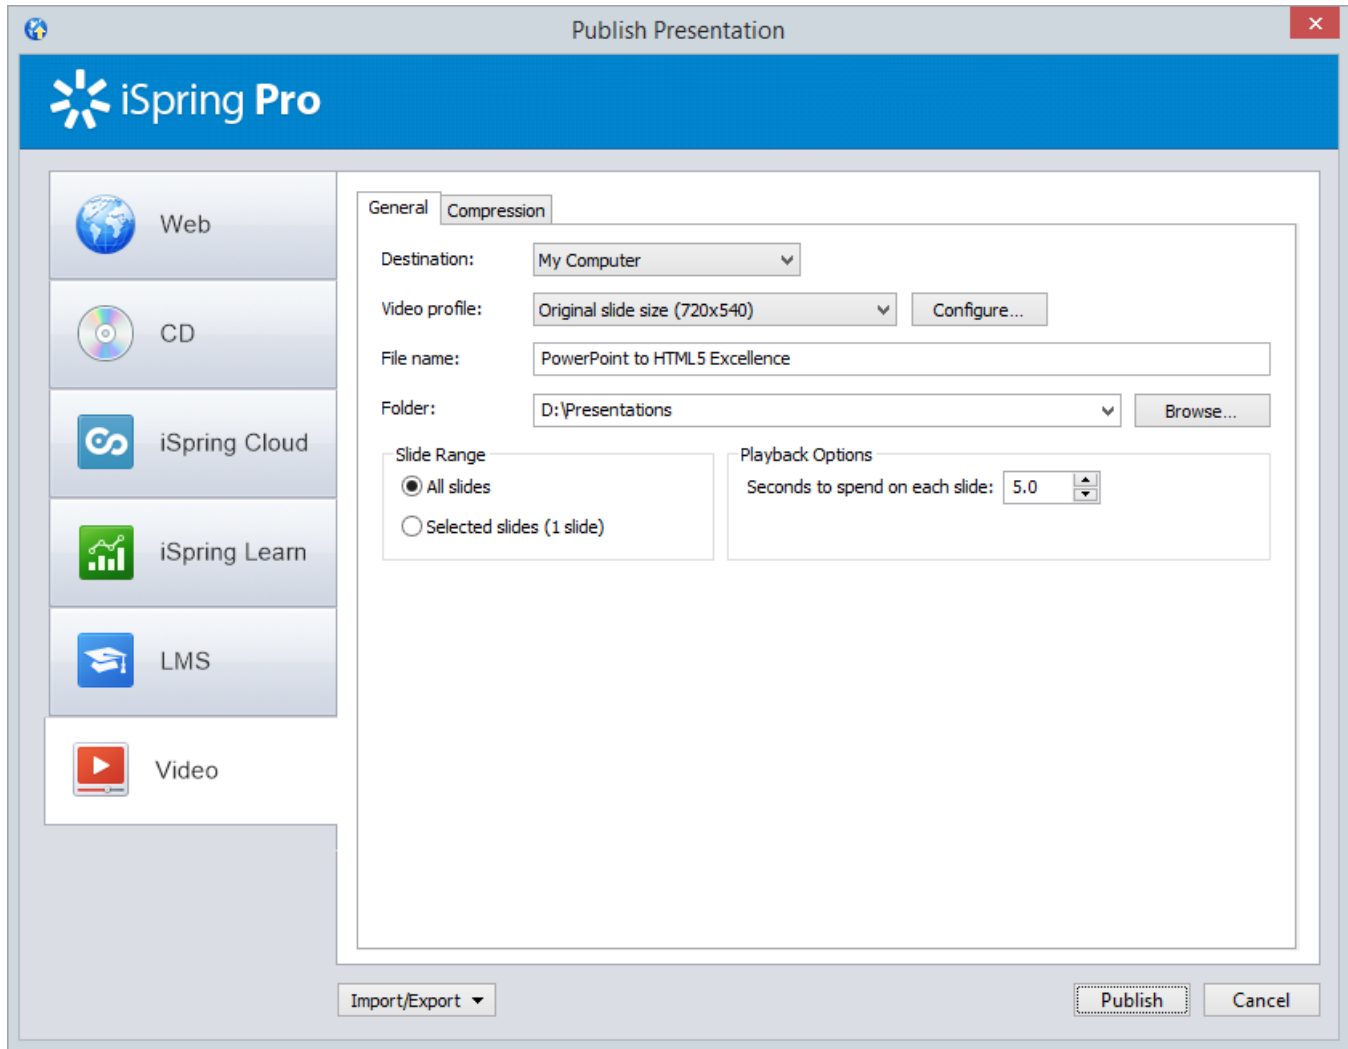 Publish Presentation
iSpring Pro
Web
CD
iSpring Cloud
iSpring Learn
LMS
Video
General
Compression
Destination:
My Computer
Video profile:
Original slide size (720x540)
Configure...
File name:
PowerPoint to HTML5 Excellence
Folder:
D:\Presentations
Browse...
Slide Range
All slides
Selected slides (1 slide)
Playback Options
Seconds to spend on each slide:
5.0
Import/Export
Publish
Cancel